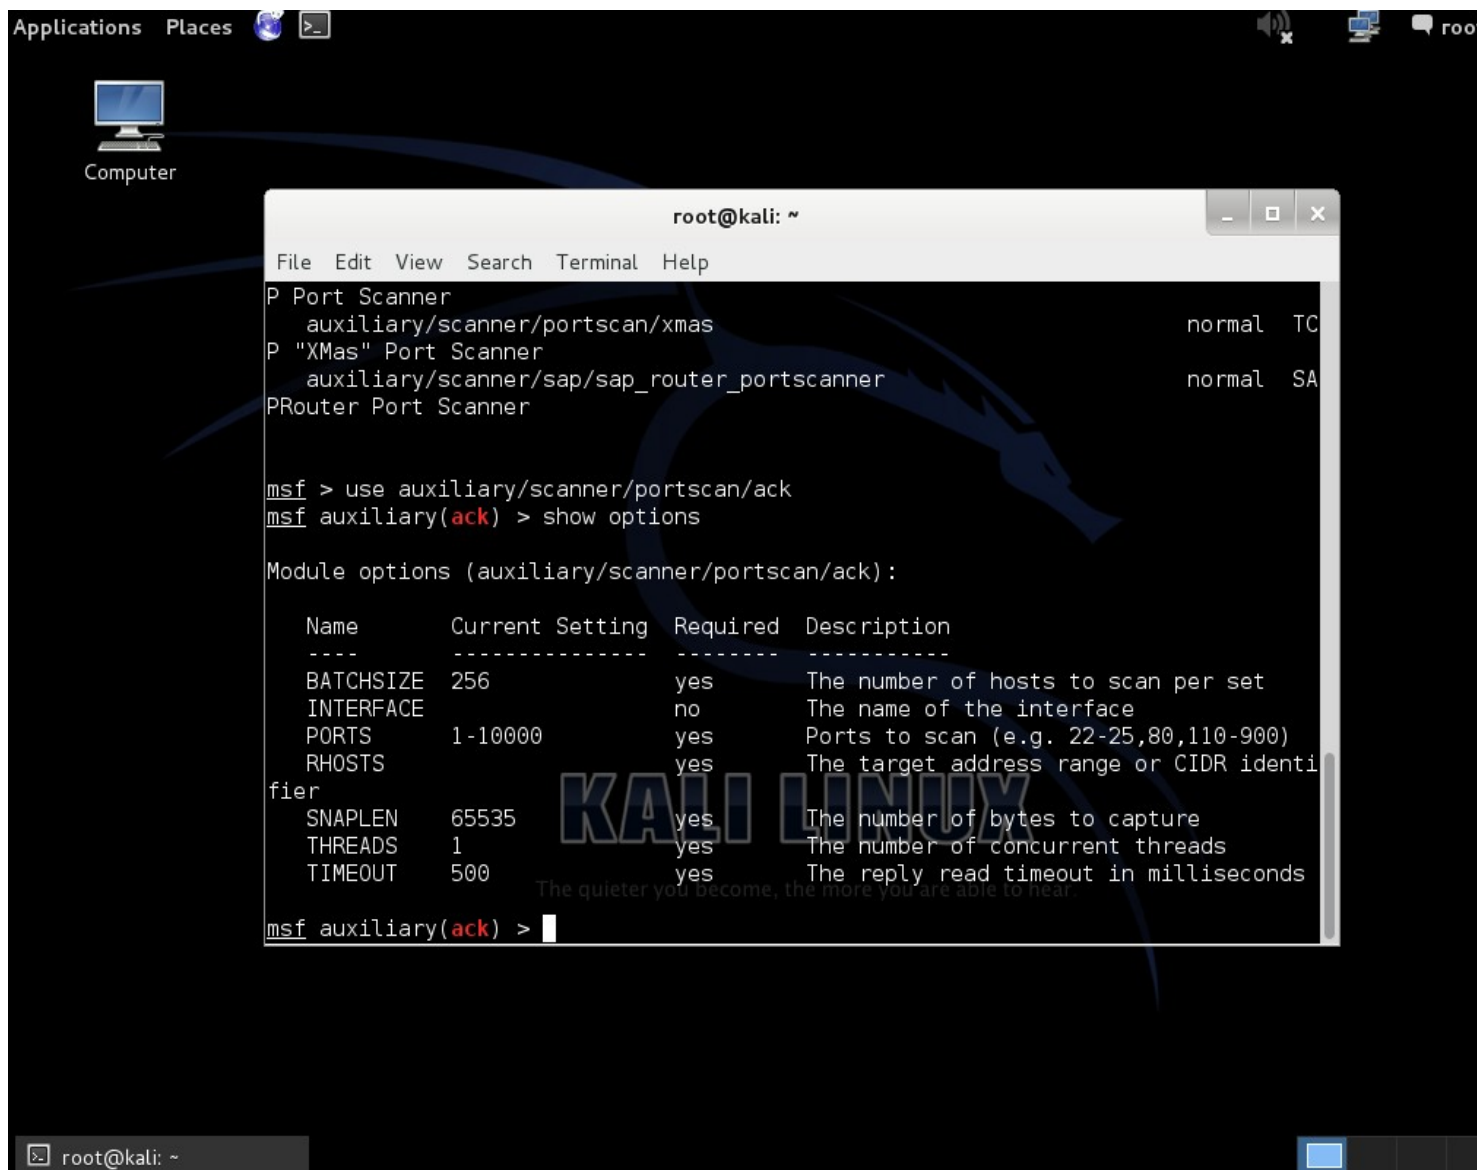 Applications Places
roo
Computer
root@kali: ~
File Edit View Search Terminal Help
P Port Scanner
   auxiliary/scanner/portscan/xmas                                    normal  TC
P "XMas" Port Scanner
   auxiliary/scanner/sap/sap_router_portscanner                       normal  SA
PRouter Port Scanner
msf > use auxiliary/scanner/portscan/ack
msf auxiliary(ack) > show options
Module options (auxiliary/scanner/portscan/ack):
   Name       Current Setting  Required  Description
   ----       ---------------  --------  -----------
   BATCHSIZE  256              yes       The number of hosts to scan per set
   INTERFACE                   no        The name of the interface
   PORTS      1-10000          yes       Ports to scan (e.g. 22-25,80,110-900)
   RHOSTS                      yes       The target address range or CIDR identi
fier
   SNAPLEN    65535            yes       The number of bytes to capture
   THREADS    1                yes       The number of concurrent threads
   TIMEOUT    500              yes       The reply read timeout in milliseconds
KALI LINUX
The quieter you become, the more you are able to hear.
msf auxiliary(ack) >
root@kali: ~